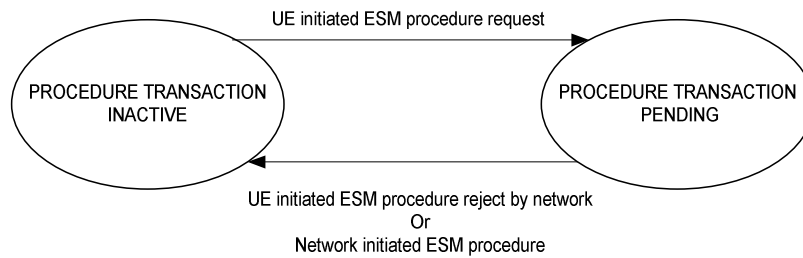 UE initiated ESM procedure request
PROCEDURE TRANSACTION
INACTIVE
PROCEDURE TRANSACTION
PENDING
UE initiated ESM procedure reject by network
Or
Network initiated ESM procedure